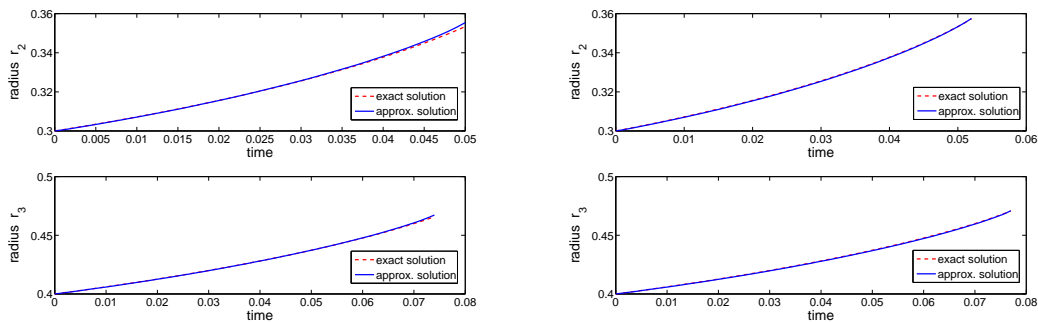 0.36
0.34
0.32
0.3
radius r2
0 0.005 0.01 0.015 0.02 0.025 0.03 0.035 0.04 0.045 0.05
time
exact solution
approx. solution
0.36
0.34
0.32
0.3
radius r2
0 0.01 0.02 0.03 0.04 0.05 0.06
time
exact solution
approx. solution
0.5
0.45
0.4
radius r3
0 0.01 0.02 0.03 0.04 0.05 0.06 0.07 0.08
time
exact solution
approx. solution
0.5
0.45
0.4
radius r3
0 0.01 0.02 0.03 0.04 0.05 0.06 0.07 0.08
time
exact solution
approx. solution